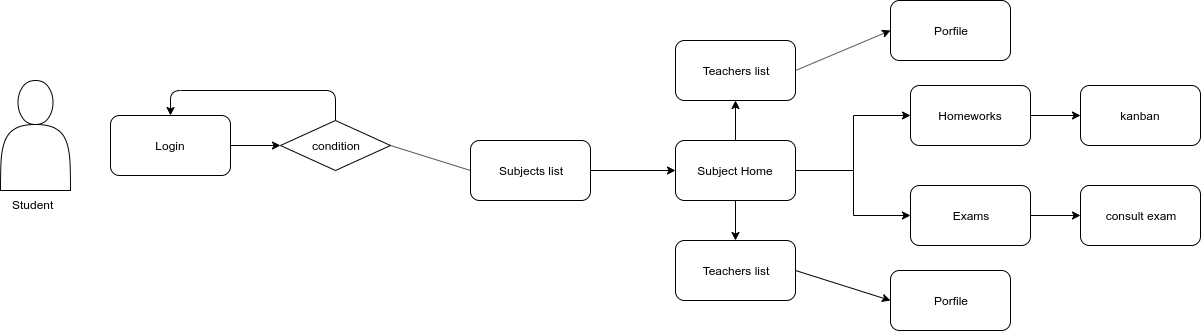 Student
Login
condition
Subjects list
Subject Home
Teachers list
Porfile
Homeworks
kanban
Exams
consult exam
Teachers list
Porfile